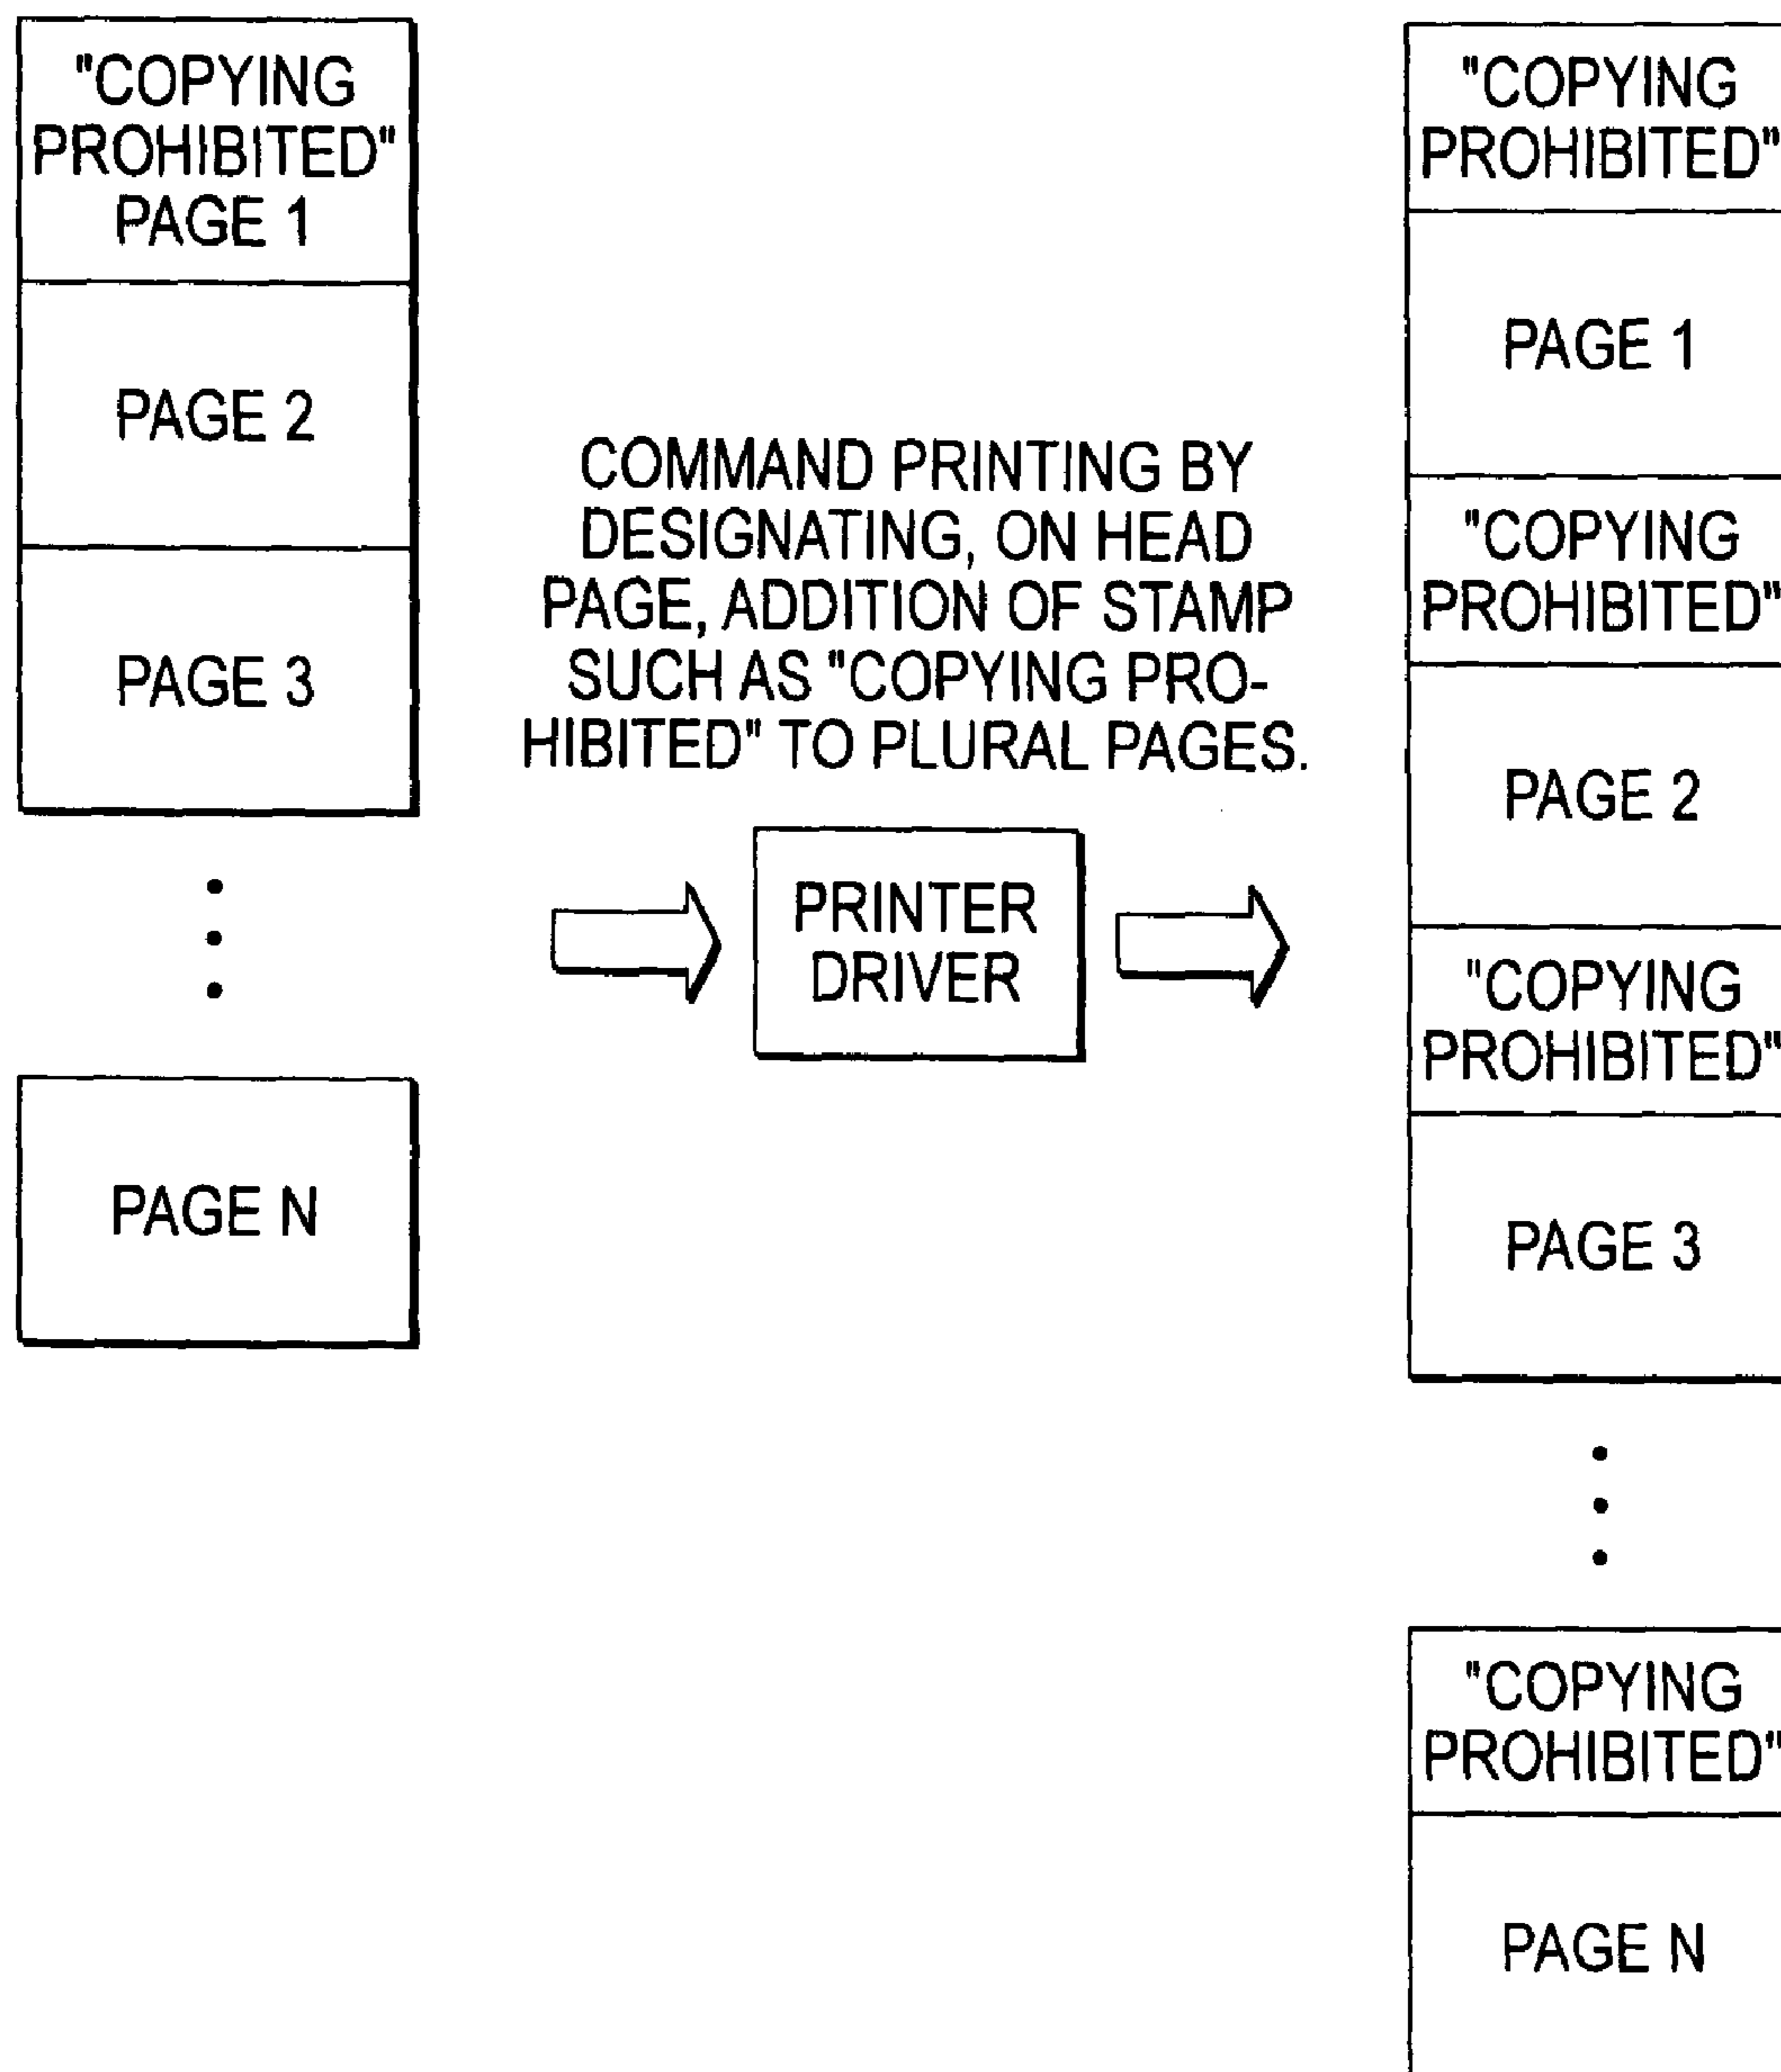 "COPYING
PROHIBITED"
PAGE 1
PAGE 2
PAGE 3
PAGE N
COMMAND PRINTING BY
DESIGNATING, ON HEAD
PAGE, ADDITION OF STAMP
SUCH AS "COPYING PRO-
HIBITED" TO PLURAL PAGES.
PRINTER
DRIVER
"COPYING
PROHIBITED"
PAGE 1
"COPYING
PROHIBITED"
PAGE 2
"COPYING
PROHIBITED"
PAGE 3
"COPYING
PROHIBITED"
PAGE N